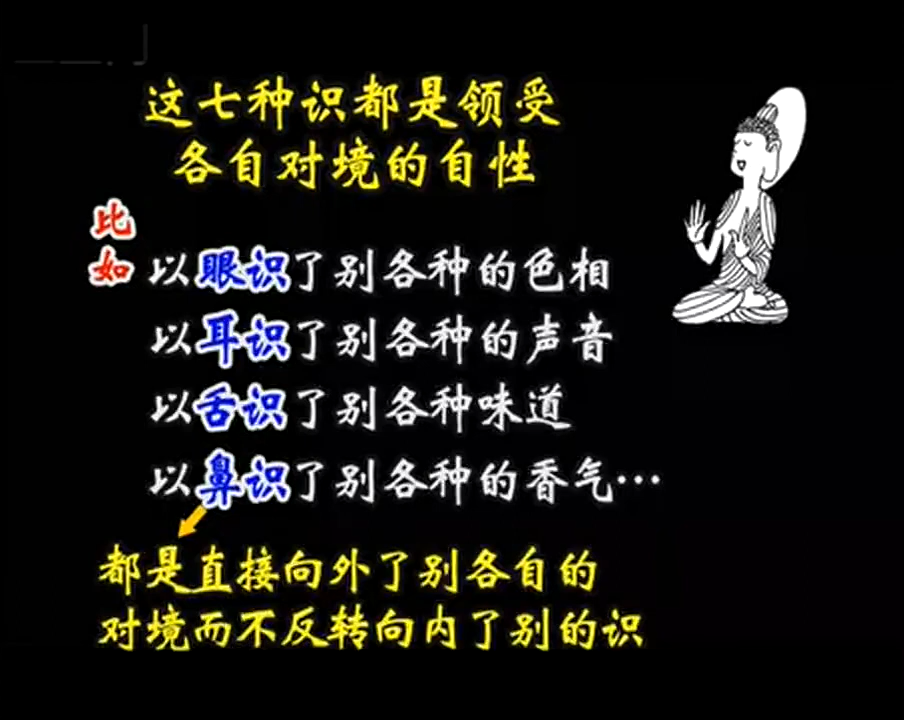 这七种识都是领受
各自对境的自性
比如
以眼识了别各种的色相
以耳识了别各种的声音
以舌识了别各种味道
以鼻识了别各种的香气…
都是直接向外了别各自的
对境而不反转向内了别的识